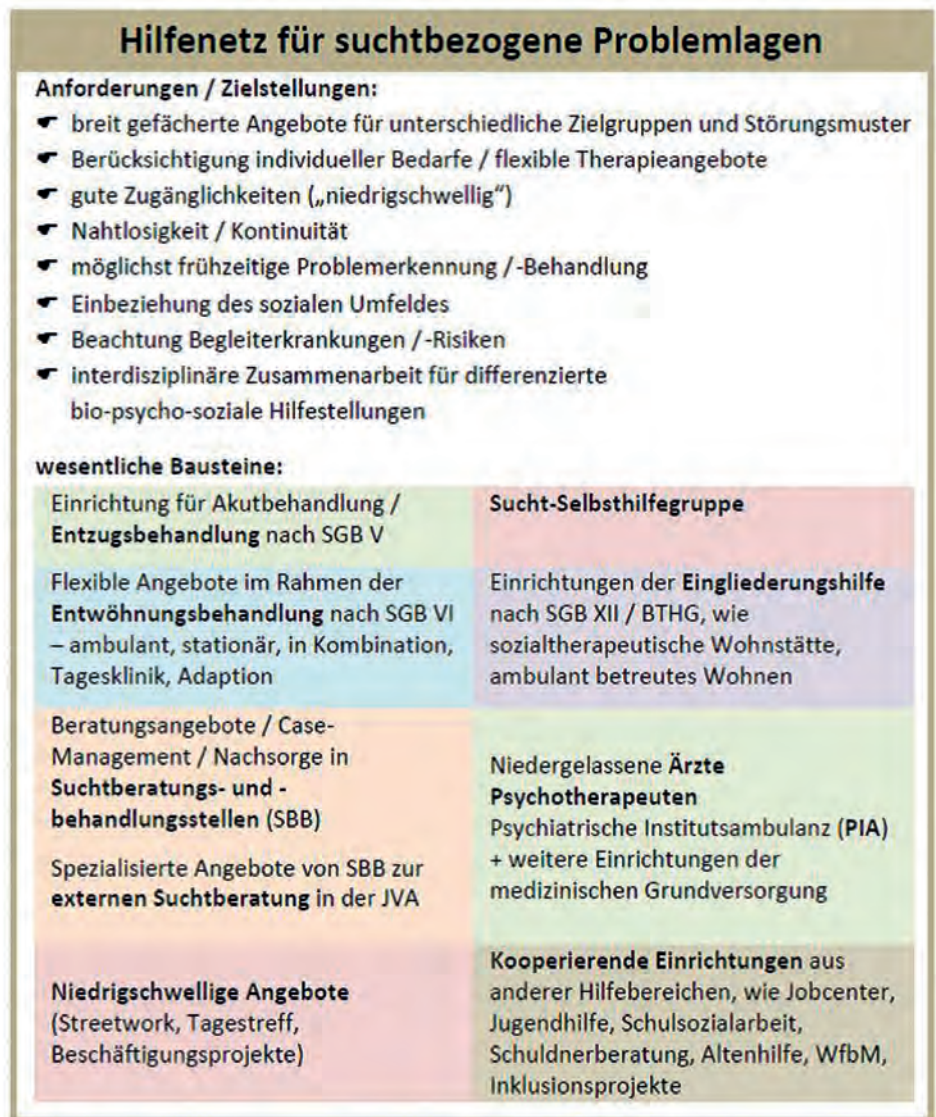 Hilfenetz für suchtbezogene Problemlagen
Anforderungen / Zielstellungen:
☛ breit gefächerte Angebote für unterschiedliche Zielgruppen und Störungsmuster
☛ Berücksichtigung individueller Bedarfe / flexible Therapieangebote
☛ gute Zugänglichkeiten („niedrigschwellig“)
☛ Nahtlosigkeit / Kontinuität
☛ möglichst frühzeitige Problemerkennung /-Behandlung
☛ Einbeziehung des sozialen Umfeldes
☛ Beachtung Begleiterkrankungen /-Risiken
☛ interdisziplinäre Zusammenarbeit für differenzierte
bio-psycho-soziale Hilfestellungen
wesentliche Bausteine:
Einrichtung für Akutbehandlung /
Entzugsbehandlung nach SGB V
Sucht-Selbsthilfegruppe
Flexible Angebote im Rahmen der
Entwöhnungsbehandlung nach SGB VI
– ambulant, stationär, in Kombination,
Tagesklinik, Adaption
Einrichtungen der Eingliederungshilfe
nach SGB XII / BTHG, wie
sozialtherapeutische Wohnstätte,
ambulant betreutes Wohnen
Beratungsangebote / Case-
Management / Nachsorge in
Suchtberatungs- und -
behandlungsstellen (SBB)
Spezialisierte Angebote von SBB zur
externen Suchtberatung in der JVA
Niedergelassene Ärzte
Psychotherapeuten
Psychiatrische Institutsambulanz (PIA)
+ weitere Einrichtungen der
medizinischen Grundversorgung
Niedrigschwellige Angebote
(Streetwork, Tagestreff,
Beschäftigungsprojekte)
Kooperierende Einrichtungen aus
anderer Hilfebereichen, wie Jobcenter,
Jugendhilfe, Schulsozialarbeit,
Schuldnerberatung, Altenhilfe, WfbM,
Inklusionsprojekte